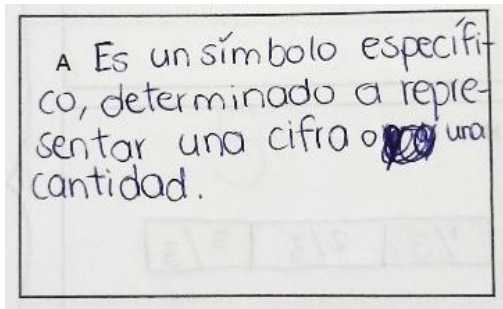 A Es un símbolo específi-
co, determinado a repre-
sentar una cifra o una
cantidad.